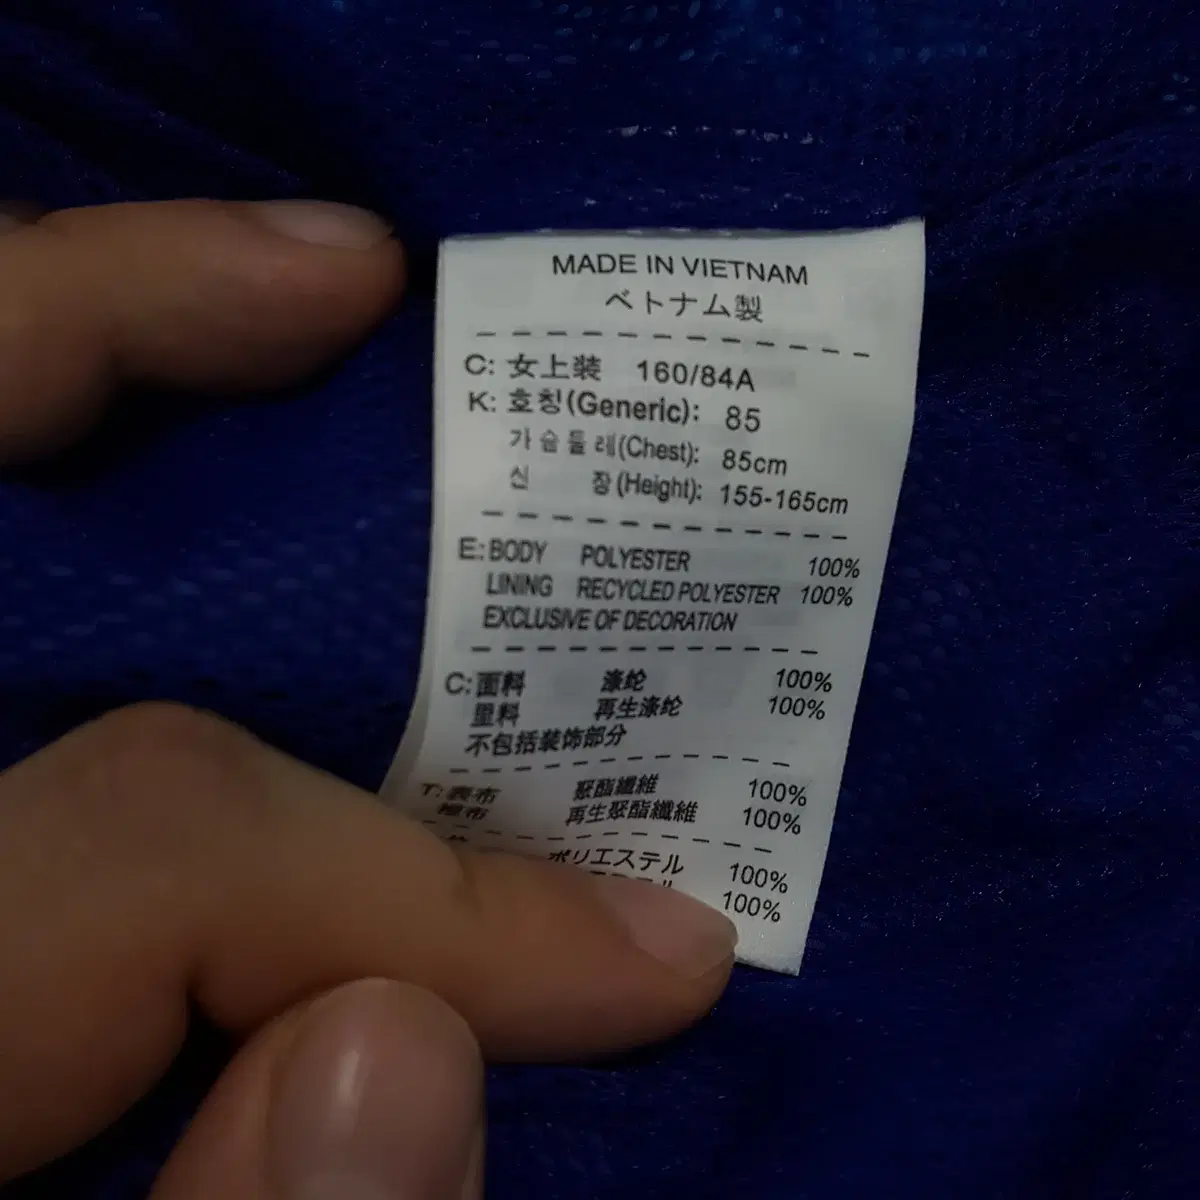 MADE IN VIETNAM
ベトナム製
C: 女上装 160/84A
K: 호칭(Generic): 85
가슴둘레(Chest): 85cm
신 장(Height): 155-165cm
E: BODY POLYESTER 100%
LINING RECYCLED POLYESTER 100%
EXCLUSIVE OF DECORATION
C: 面料 涤纶 100%
里料 再生涤纶 100%
不包括装饰部分
T: 表布 聚酯纖維 100%
裡布 再生聚酯纖維 100%
ポリエステル 100%
100%